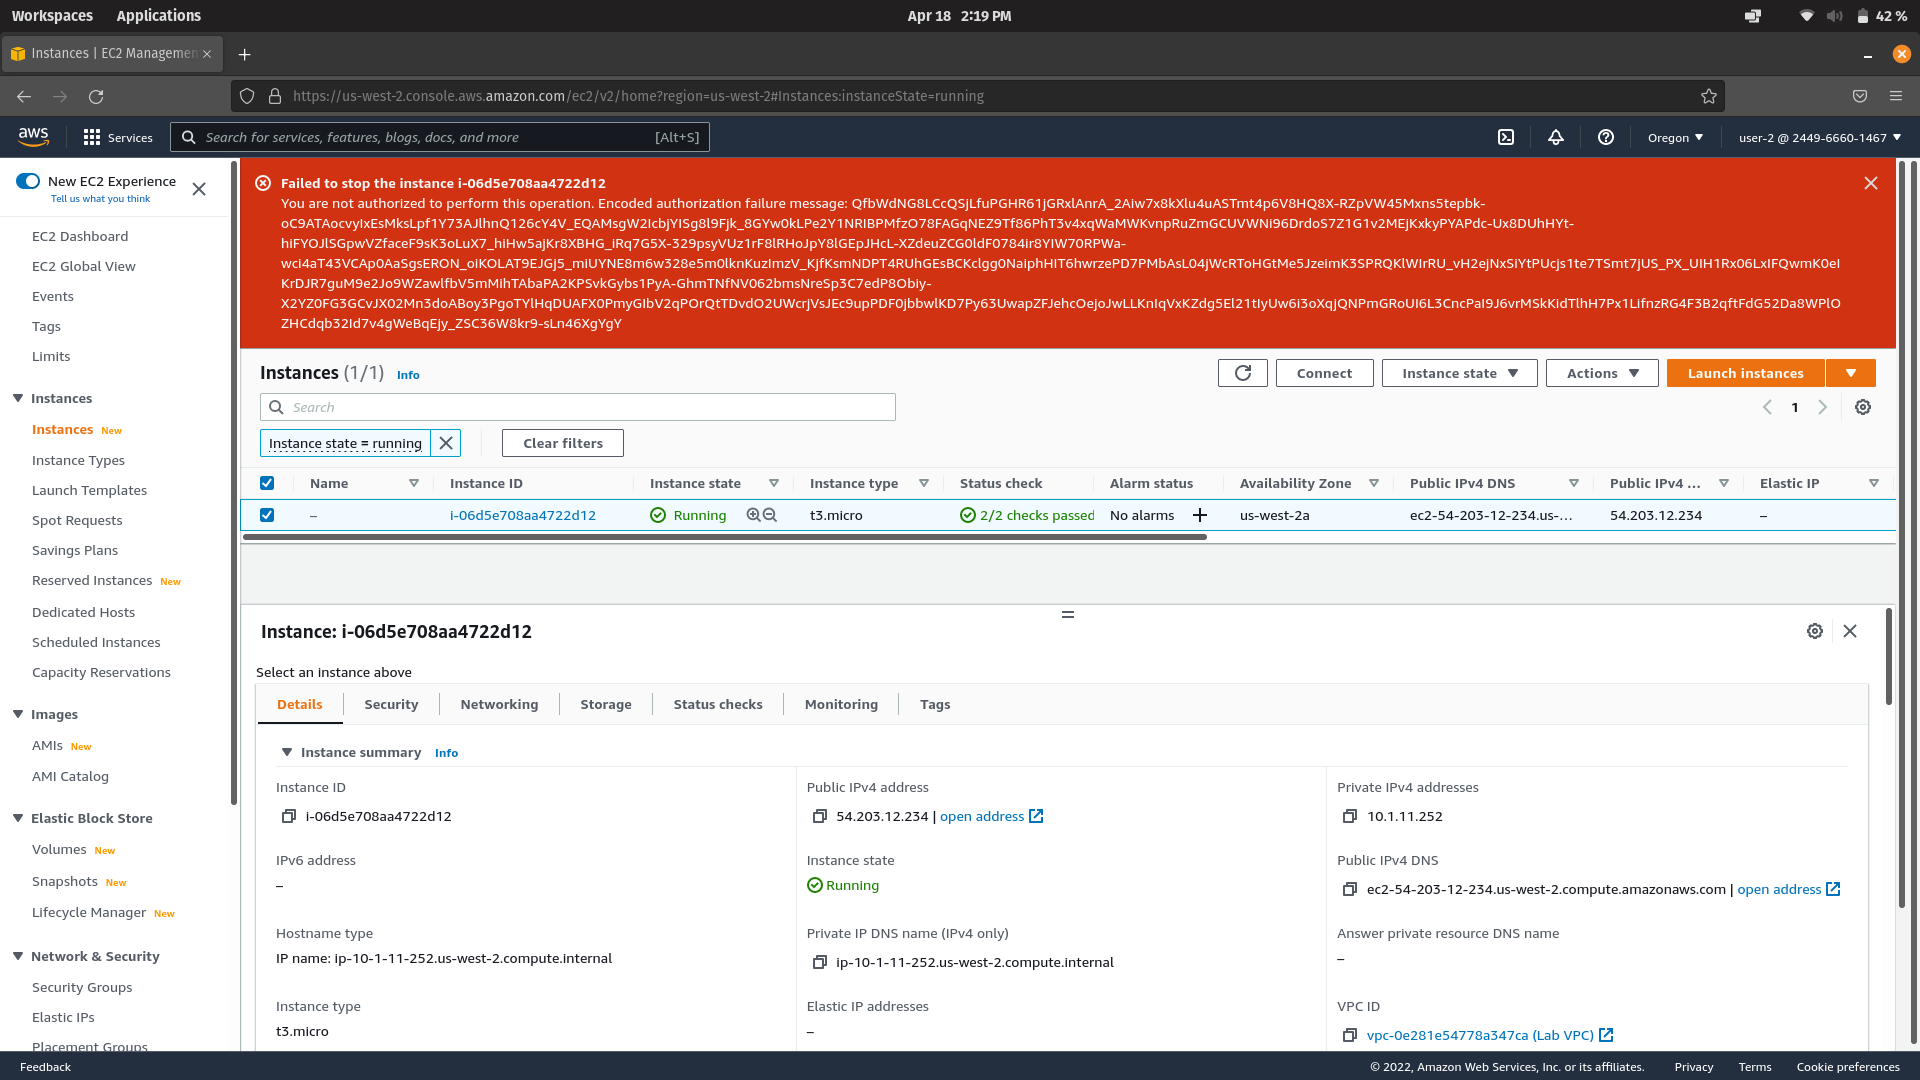 Workspaces Applications Apr 18 2:19 PM 42 %
Instances | EC2 Managemen
https://us-west-2.console.aws.amazon.com/ec2/v2/home?region=us-west-2#Instances:instanceState=running
aws Services Search for services, features, blogs, docs, and more [Alt+S] Oregon user-2 @ 2449-6660-1467
New EC2 Experience
Tell us what you think
EC2 Dashboard
EC2 Global View
Events
Tags
Limits
Instances
Instances New
Instance Types
Launch Templates
Spot Requests
Savings Plans
Reserved Instances New
Dedicated Hosts
Scheduled Instances
Capacity Reservations
Images
AMIs New
AMI Catalog
Elastic Block Store
Volumes New
Snapshots New
Lifecycle Manager New
Network & Security
Security Groups
Elastic IPs
Placement Groups
Failed to stop the instance i-06d5e708aa4722d12
You are not authorized to perform this operation. Encoded authorization failure message: QfbWdNG8LCcQSJLfuPGHR61jGRxlAnrA_2Aiw7x8kXlu4uASTmt4p6V8HQ8X-RZpVW45Mxns5tepbk-
oC9ATAocvyIxEsMksLpf1Y73AJlhnQ126cY4V_EQAMsgW2IcbjYISg8l9Fjk_8GYw0kLPe2Y1NRIBPMfzO78FAGqNEZ9Tf86PhT3v4xqWaMWKvnpRuZmGCUVWNi96DrdoS7Z1G1v2MEjKxkyPYAPdc-Ux8DUhHYt-
hiFYOJlSGpwVZfaceF9sK3oLuX7_hiHw5ajKr8XBHG_iRq7G5X-329psyVUz1rF8lRHoJpY8lGEpJHcL-XZdeuZCG0ldF0784ir8YIW70RPWa-
wci4aT43VCAp0AaSgsERON_oiKOLAT9EJGj5_miUYNE8m6w328e5m0lknKuzImzV_KjfKsmNDPT4RUhGEsBCKclgg0NaiphHIT6hwrzePD7PMbAsL04jWcRToHGtMe5JzeimK3SPRQKlWIrRU_vH2ejNxSiYtPUcjs1te7TSmt7jUS_PX_UIH1Rx06LxIFQwmK0eI
KrDJR7guM9e2Jo9WZawlfbV5mMihTAbaPA2KPSvkGybs1PyA-GhmTNfNV062bmsNreSp3C7edP8Obiy-
X2YZ0FG3GCvJX02Mn3doABoy3PgoTYlHqDUAFX0PmyGIbV2qPOrQtTDvdO2UWcrjVsJEc9upPDF0jbbwlKD7Py63UwapZFJehcOejoJwLLKnIqVxKZdg5El21tIyUw6i3oXqjQNPmGRoUI6L3CncPaI9J6vrMSkKidTlhH7Px1LifnzRG4F3B2qftFdG52Da8WPlO
ZHCdqb32Id7v4gWeBqEjy_ZSC36W8kr9-sLn46XgYgY
Instances (1/1) Info Connect Instance state Actions Launch instances
Search 1
Instance state = running Clear filters
Name Instance ID Instance state Instance type Status check Alarm status Availability Zone Public IPv4 DNS Public IPv4 ... Elastic IP
– i-06d5e708aa4722d12 Running t3.micro 2/2 checks passed No alarms us-west-2a ec2-54-203-12-234.us-... 54.203.12.234 –
Instance: i-06d5e708aa4722d12
Select an instance above
Details Security Networking Storage Status checks Monitoring Tags
Instance summary Info
Instance ID Public IPv4 address Private IPv4 addresses
i-06d5e708aa4722d12 54.203.12.234 | open address 10.1.11.252
IPv6 address Instance state Public IPv4 DNS
– Running ec2-54-203-12-234.us-west-2.compute.amazonaws.com | open address
Hostname type Private IP DNS name (IPv4 only) Answer private resource DNS name
IP name: ip-10-1-11-252.us-west-2.compute.internal ip-10-1-11-252.us-west-2.compute.internal –
Instance type Elastic IP addresses VPC ID
t3.micro – vpc-0e281e54778a347ca (Lab VPC)
Feedback © 2022, Amazon Web Services, Inc. or its affiliates. Privacy Terms Cookie preferences